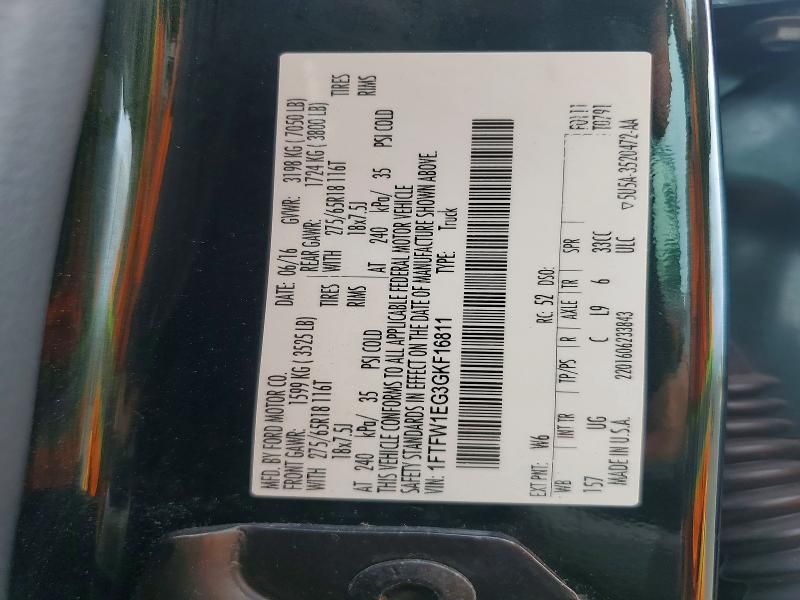 MFD. BY FORD MOTOR CO.
DATE: 06/16 GVWR: 3198 KG ( 7050 LB)
FRONT GAWR: 1599 KG ( 3525 LB) REAR GAWR: 1724 KG ( 3800 LB)
WITH 275/65R18 116T TIRES WITH 275/65R18 116T TIRES
18x7.5J RIMS 18x7.5J RIMS
AT 240 kPa/ 35 PSI COLD AT 240 kPa/ 35 PSI COLD
THIS VEHICLE CONFORMS TO ALL APPLICABLE FEDERAL MOTOR VEHICLE
SAFETY STANDARDS IN EFFECT ON THE DATE OF MANUFACTURE SHOWN ABOVE.
VIN: 1FTFW1EG3GKF16811 TYPE: Truck
F0111
T0791
EXT PNT: W6 RC: 52 DSO:
WB INT TR TP/PS R AXLE TR SPR
157 UG C L9 6 33CC
MADE IN U.S.A. 2201606233843 ULC
▽5U5A-3520472-AA